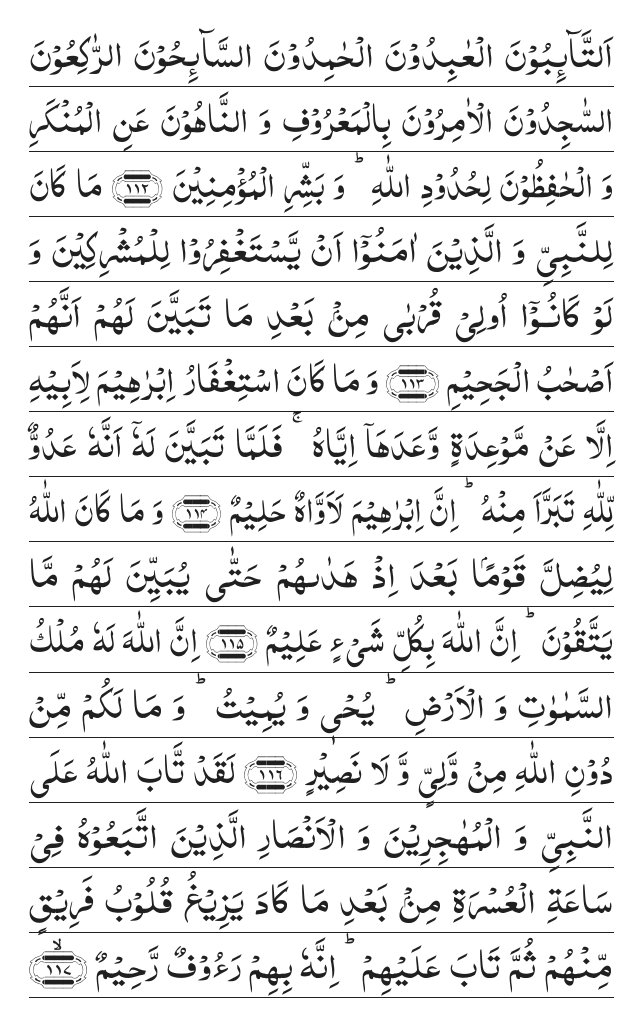 اَلتَّآئِبُوۡنَ الۡعٰبِدُوۡنَ الۡحٰمِدُوۡنَ السَّآئِحُوۡنَ الرّٰكِعُوۡنَ
السّٰجِدُوۡنَ الۡاٰمِرُوۡنَ بِالۡمَعۡرُوۡفِ وَ النَّاهُوۡنَ عَنِ الۡمُنۡكَرِ
وَ الۡحٰفِظُوۡنَ لِحُدُوۡدِ اللّٰهِ ؕ وَ بَشِّرِ الۡمُؤۡمِنِيۡنَ ﴿۱۱۲﴾ مَا كَانَ
لِلنَّبِيِّ وَ الَّذِيۡنَ اٰمَنُوۡۤا اَنۡ يَّسۡتَغۡفِرُوۡا لِلۡمُشۡرِكِيۡنَ وَ
لَوۡ كَانُوۡۤا اُولِيۡ قُرۡبٰى مِنۡۢ بَعۡدِ مَا تَبَيَّنَ لَهُمۡ اَنَّهُمۡ
اَصۡحٰبُ الۡجَحِيۡمِ ﴿۱۱۳﴾ وَ مَا كَانَ اسۡتِغۡفَارُ اِبۡرٰهِيۡمَ لِاَبِيۡهِ
اِلَّا عَنۡ مَّوۡعِدَةٍ وَّعَدَهَاۤ اِيَّاهُ ۚ فَلَمَّا تَبَيَّنَ لَهٗۤ اَنَّهٗ عَدُوٌّ
لِّلّٰهِ تَبَرَّاَ مِنۡهُ ؕ اِنَّ اِبۡرٰهِيۡمَ لَاَوَّاهٌ حَلِيۡمٌ ﴿۱۱۴﴾ وَ مَا كَانَ اللّٰهُ
لِيُضِلَّ قَوۡمًۢا بَعۡدَ اِذۡ هَدٰىهُمۡ حَتّٰى يُبَيِّنَ لَهُمۡ مَّا
يَتَّقُوۡنَ ؕ اِنَّ اللّٰهَ بِكُلِّ شَيۡءٍ عَلِيۡمٌ ﴿۱۱۵﴾ اِنَّ اللّٰهَ لَهٗ مُلۡكُ
السَّمٰوٰتِ وَ الۡاَرۡضِ ؕ يُحۡيٖ وَ يُمِيۡتُ ؕ وَ مَا لَكُمۡ مِّنۡ
دُوۡنِ اللّٰهِ مِنۡ وَّلِيٍّ وَّ لَا نَصِيۡرٍ ﴿۱۱۶﴾ لَقَدۡ تَّابَ اللّٰهُ عَلَى
النَّبِيِّ وَ الۡمُهٰجِرِيۡنَ وَ الۡاَنۡصَارِ الَّذِيۡنَ اتَّبَعُوۡهُ فِيۡ
سَاعَةِ الۡعُسۡرَةِ مِنۡۢ بَعۡدِ مَا كَادَ يَزِيۡغُ قُلُوۡبُ فَرِيۡقٍ
مِّنۡهُمۡ ثُمَّ تَابَ عَلَيۡهِمۡ ؕ اِنَّهٗ بِهِمۡ رَءُوۡفٌ رَّحِيۡمٌ ﴿۱۱۷﴾ۙ